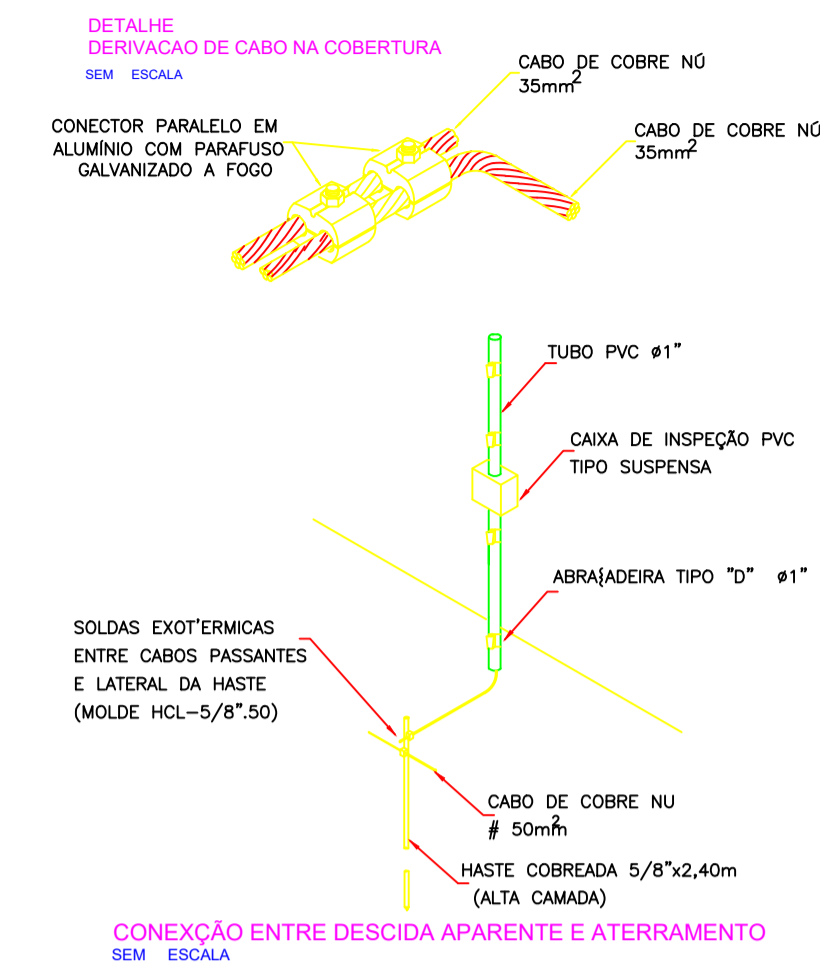 DETALHE
DERIVACAO DE CABO NA COBERTURA
SEM ESCALA
CABO DE COBRE NÚ
35mm²
CONECTOR PARALELO EM
ALUMÍNIO COM PARAFUSO
GALVANIZADO A FOGO
CABO DE COBRE NÚ
35mm²
TUBO PVC ø1"
CAIXA DE INSPEÇÃO PVC
TIPO SUSPENSA
ABRA⦃ADEIRA TIPO "D" ø1"
SOLDAS EXOT'ERMICAS
ENTRE CABOS PASSANTES
E LATERAL DA HASTE
(MOLDE HCL-5/8".50)
CABO DE COBRE NU
# 50mm²
HASTE COBREADA 5/8"x2,40m
(ALTA CAMADA)
CONEXÇÃO ENTRE DESCIDA APARENTE E ATERRAMENTO
SEM ESCALA